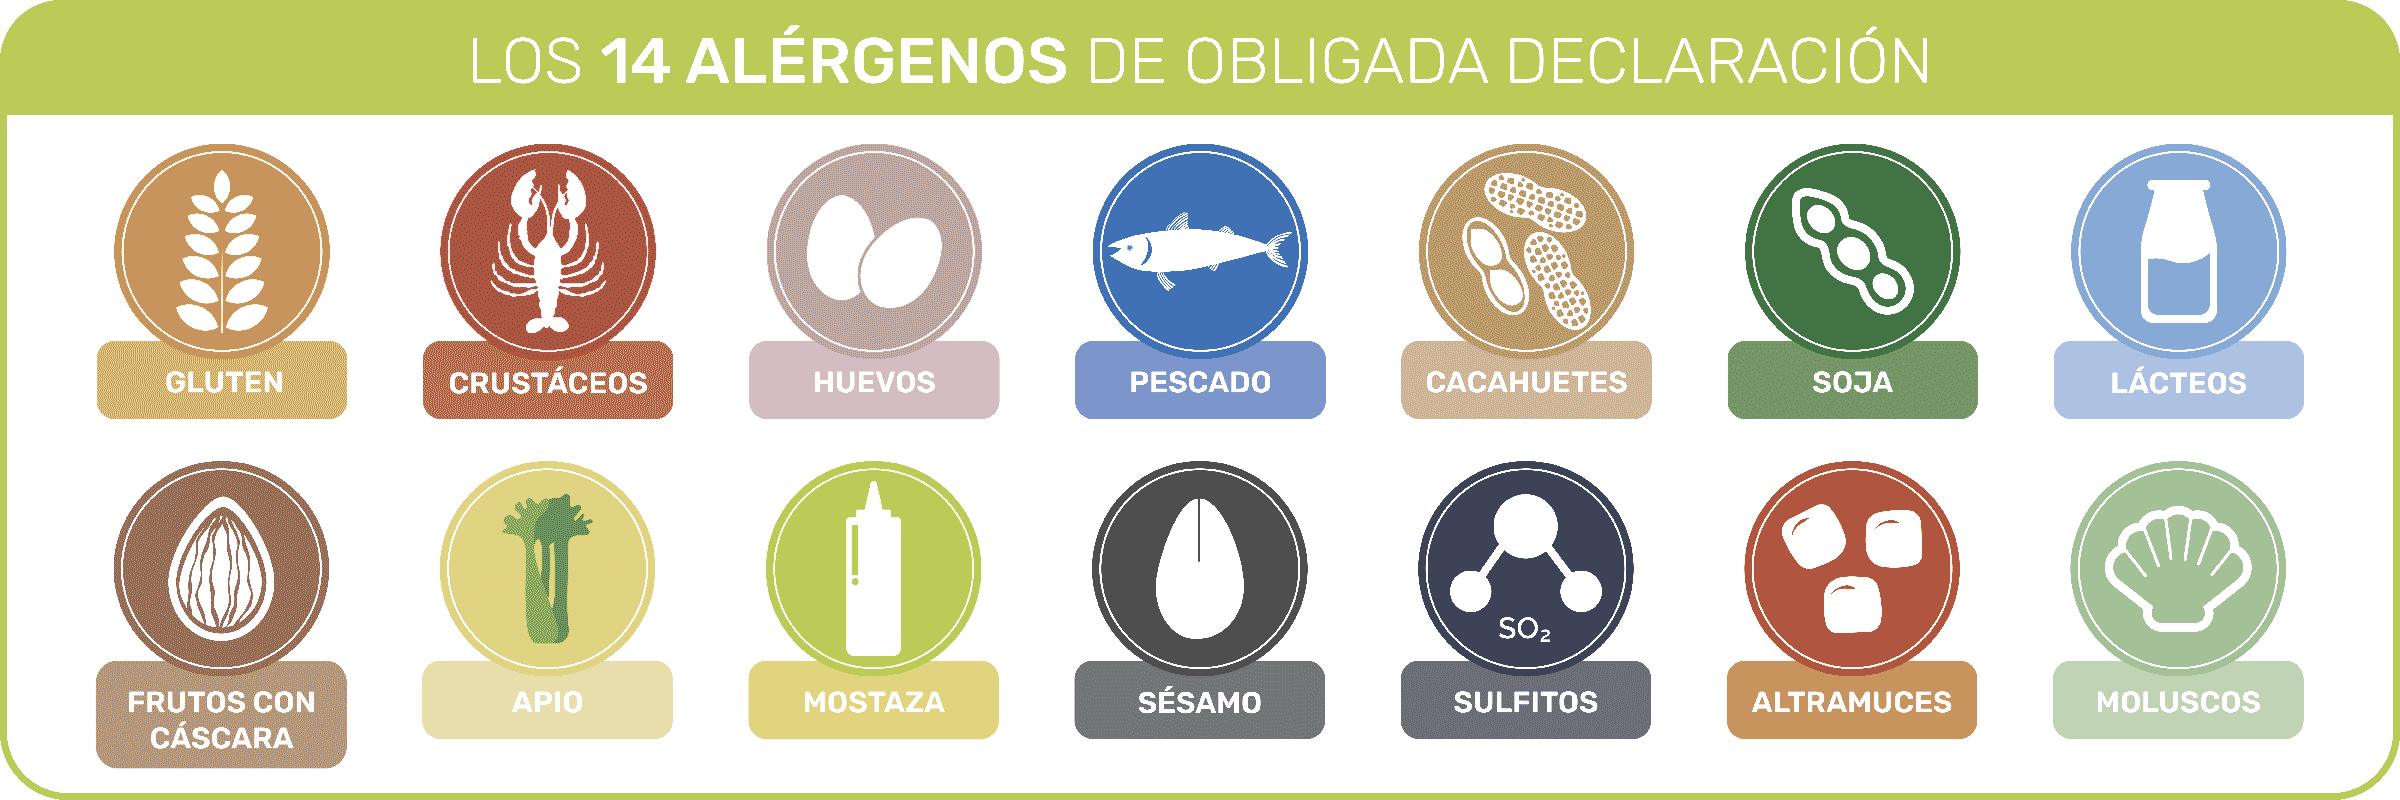 LOS 14 ALÉRGENOS DE OBLIGADA DECLARACIÓN
GLUTEN
CRUSTÁCEOS
HUEVOS
PESCADO
CACAHUETES
SOJA
LÁCTEOS
SO₂
FRUTOS CON
CÁSCARA
APIO
MOSTAZA
SÉSAMO
SULFITOS
ALTRAMUCES
MOLUSCOS